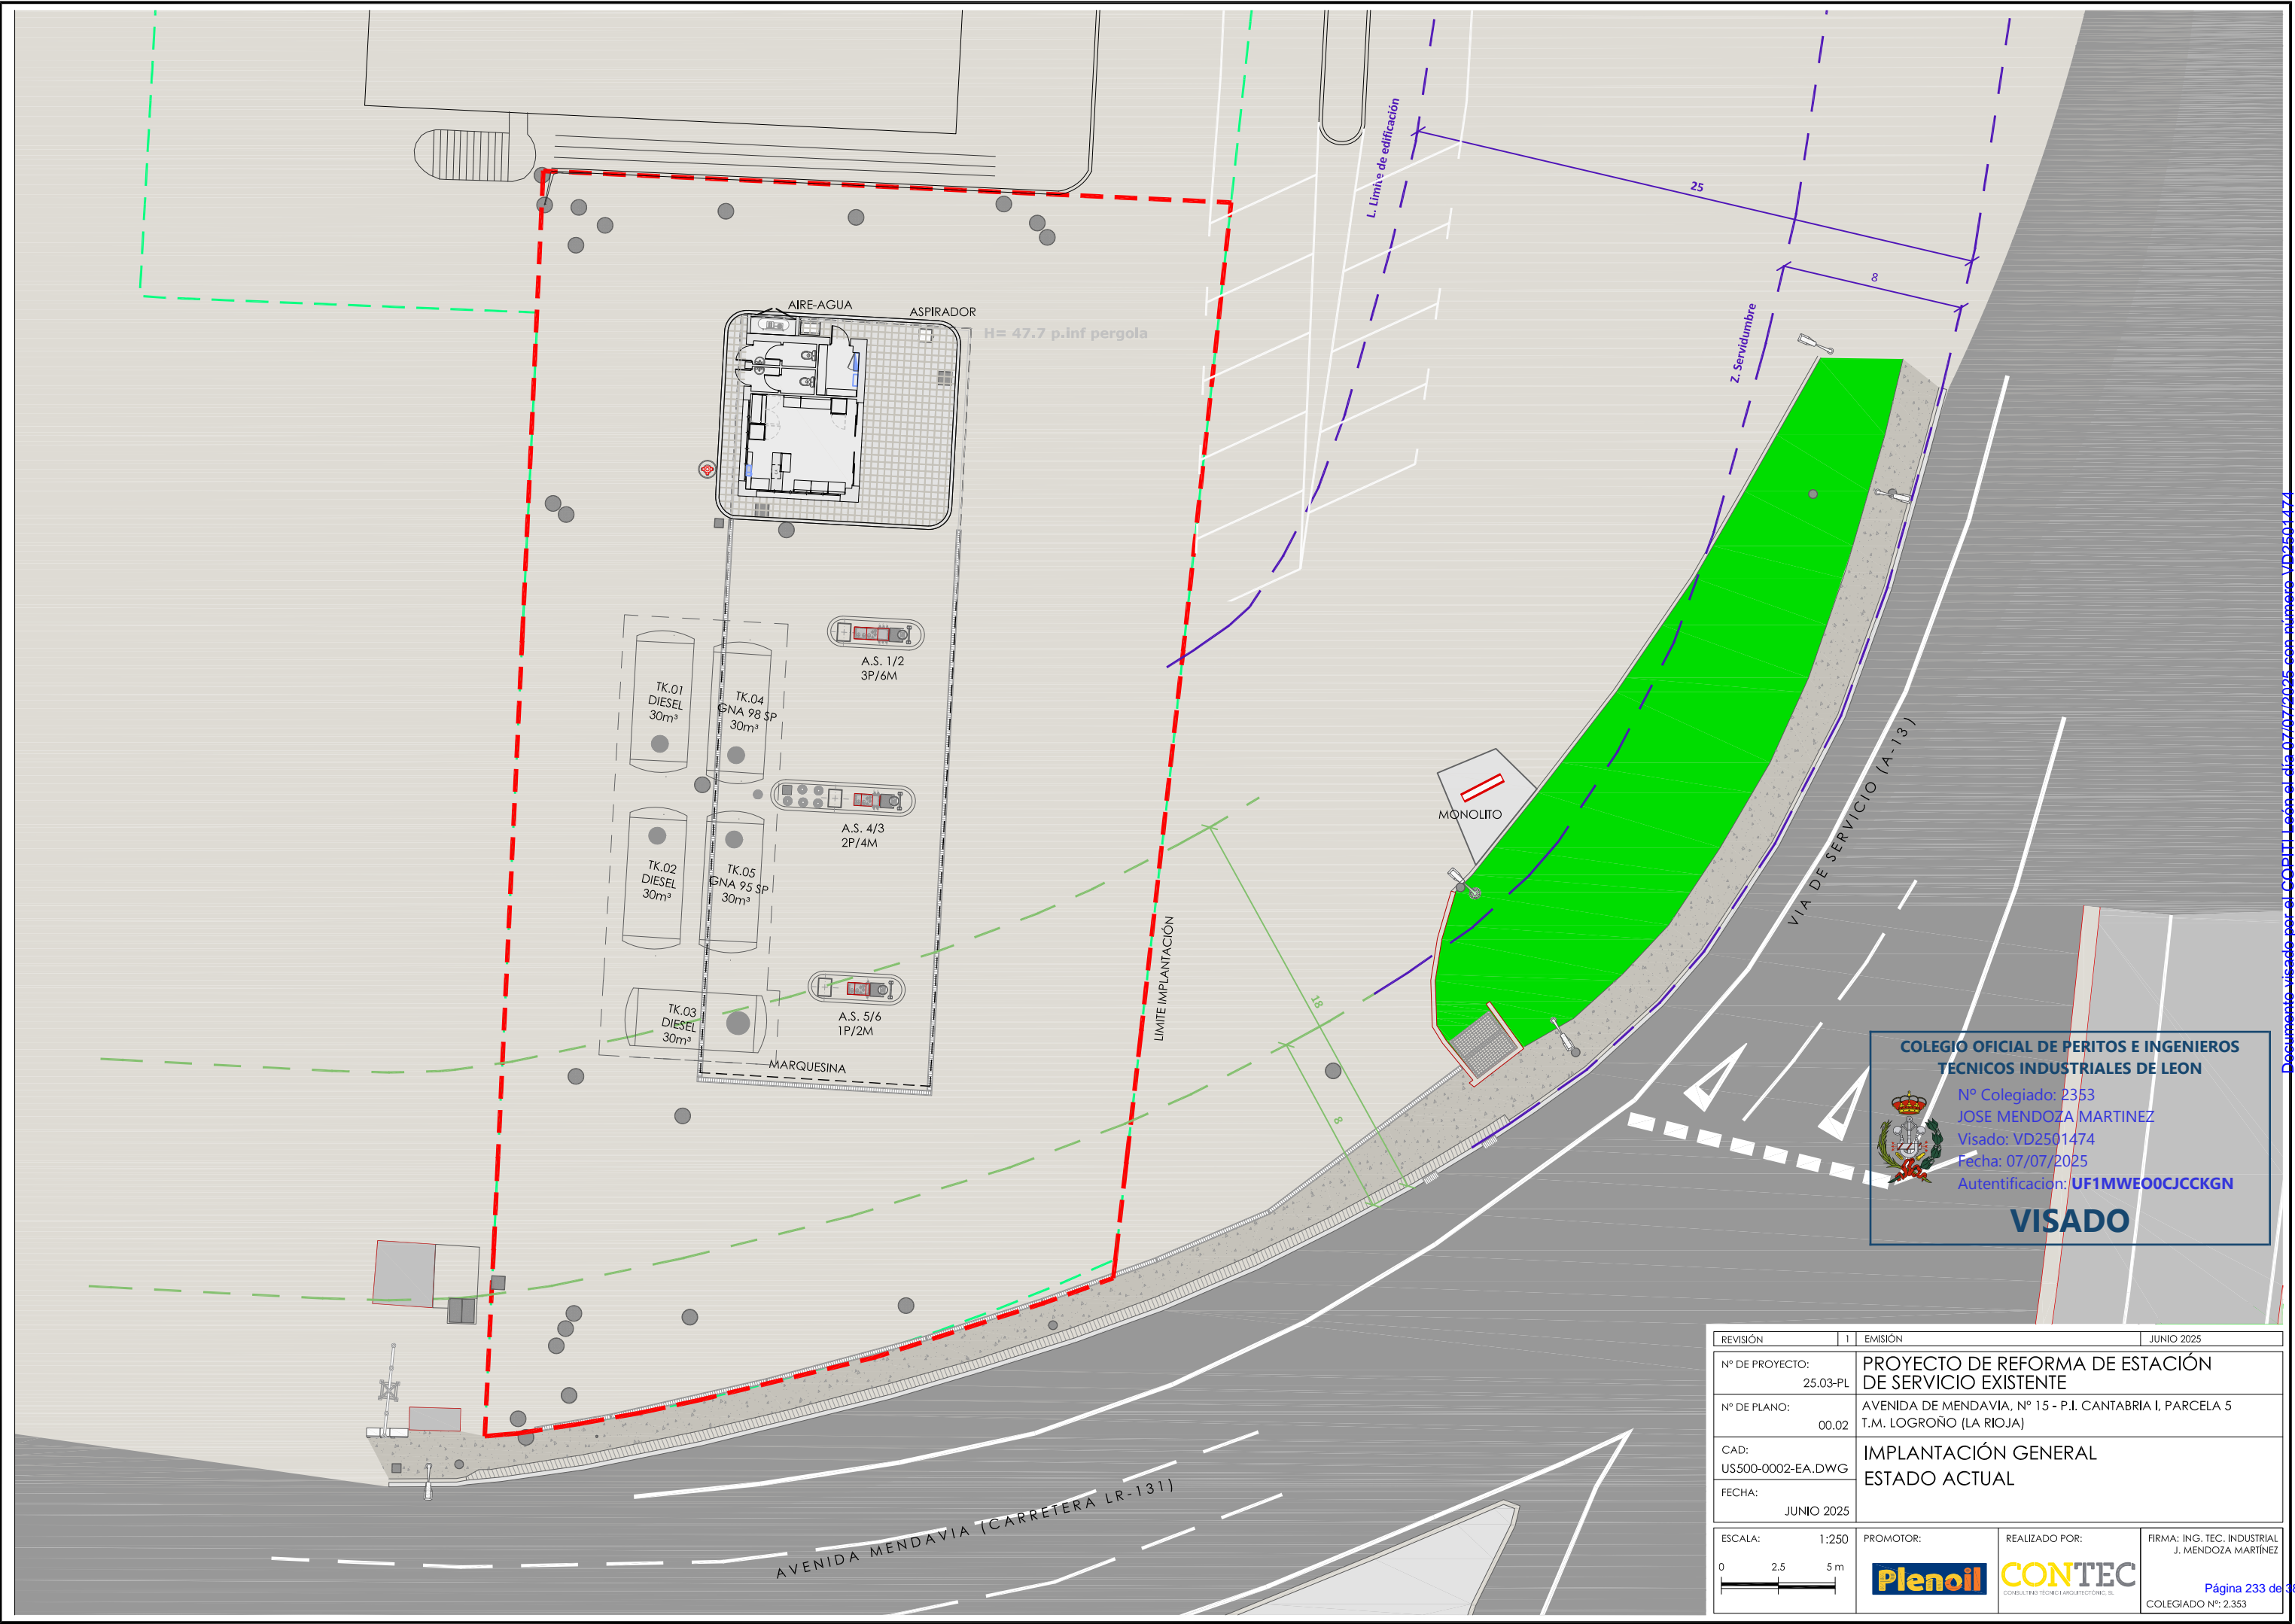 AIRE-AGUA
ASPIRADOR
H= 47.7 p.inf pergola
L. Limite de edificación
25
8
Z. Servidumbre
A.S. 1/2
3P/6M
TK.01
DIESEL
30m³
TK.04
GNA 98 SP
30m³
A.S. 4/3
2P/4M
TK.02
DIESEL
30m³
TK.05
GNA 95 SP
30m³
A.S. 5/6
1P/2M
TK.03
DIESEL
30m³
MARQUESINA
LIMITE IMPLANTACIÓN
MONOLITO
18
8
VIA DE SERVICIO (A-13)
AVENIDA MENDAVIA (CARRETERA LR-131)
Documento visado por el COPITI León el día 07/07/2025 con número VD2501474
COLEGIO OFICIAL DE PERITOS E INGENIEROS
TECNICOS INDUSTRIALES DE LEON
Nº Colegiado: 2353
JOSE MENDOZA MARTINEZ
Visado: VD2501474
Fecha: 07/07/2025
Autentificacion: UF1MWEO0CJCCKGN
VISADO
REVISIÓN 1 EMISIÓN JUNIO 2025
Nº DE PROYECTO:
25.03-PL
PROYECTO DE REFORMA DE ESTACIÓN
DE SERVICIO EXISTENTE
Nº DE PLANO:
00.02
AVENIDA DE MENDAVIA, Nº 15 - P.I. CANTABRIA I, PARCELA 5
T.M. LOGROÑO (LA RIOJA)
CAD:
US500-0002-EA.DWG
IMPLANTACIÓN GENERAL
ESTADO ACTUAL
FECHA:
JUNIO 2025
ESCALA: 1:250
0 2.5 5 m
PROMOTOR:
Plenoil
REALIZADO POR:
CONTEC
FIRMA: ING. TEC. INDUSTRIAL
J. MENDOZA MARTÍNEZ
Página 233 de
COLEGIADO Nº: 2.353